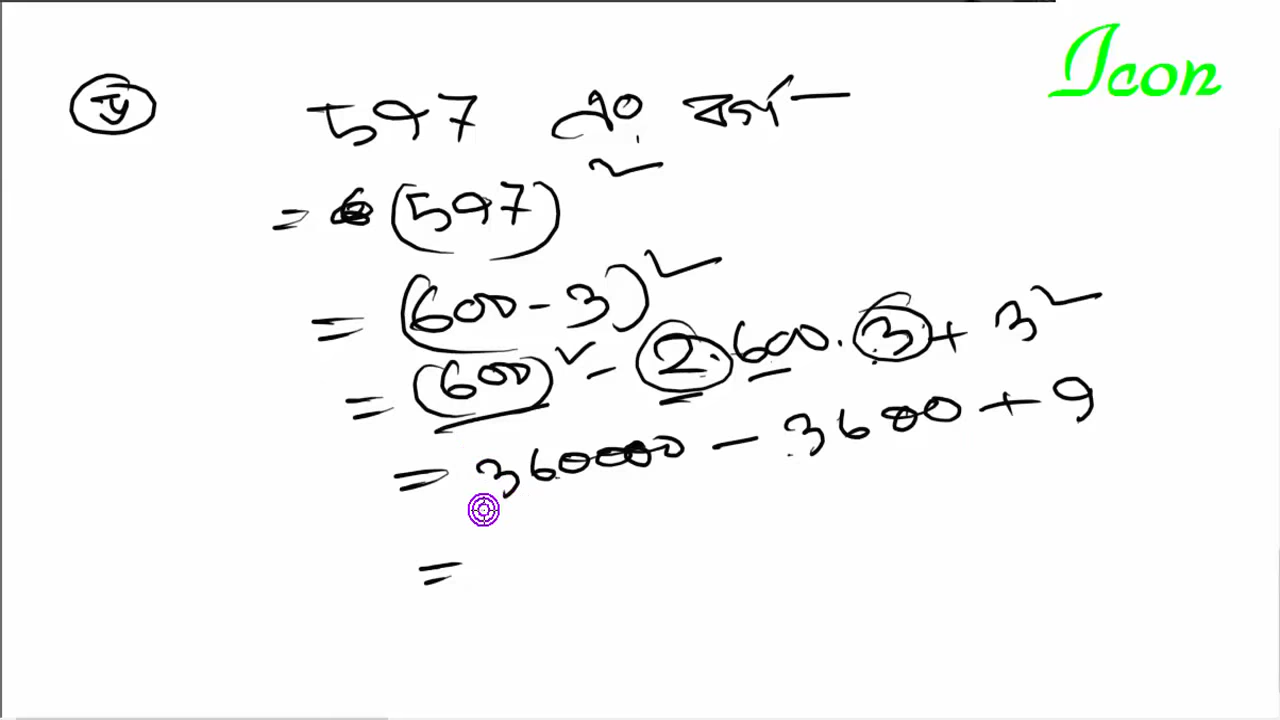 Icon
597 এর বর্গ —
= (597)²
= (600 - 3)²
= (600)² - 2·600·3 + 3²
= 360000 - 3600 + 9
=